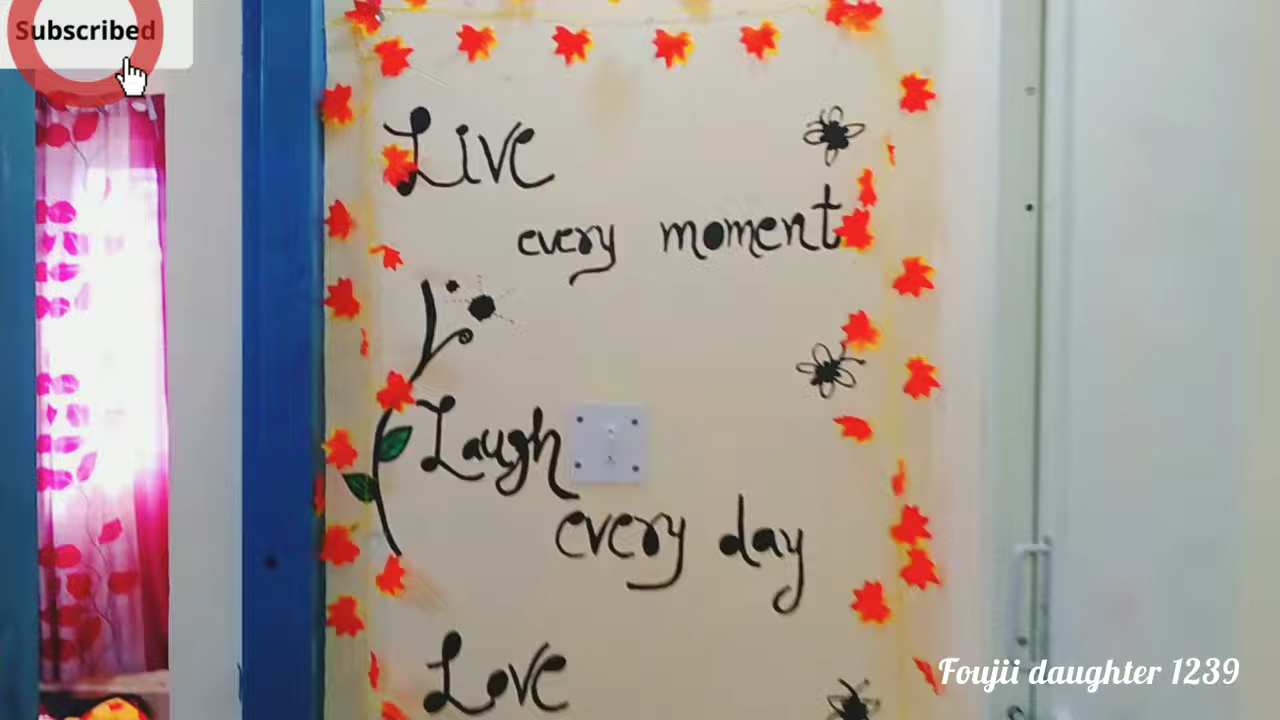 Subscribed
Live
every moment
Laugh
every day
Love
Foujii daughter 1239